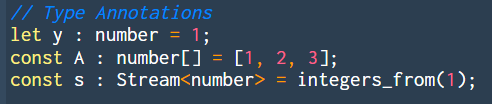 // Type Annotations
let y : number = 1;
const A : number[] = [1, 2, 3];
const s : Stream<number> = integers_from(1);